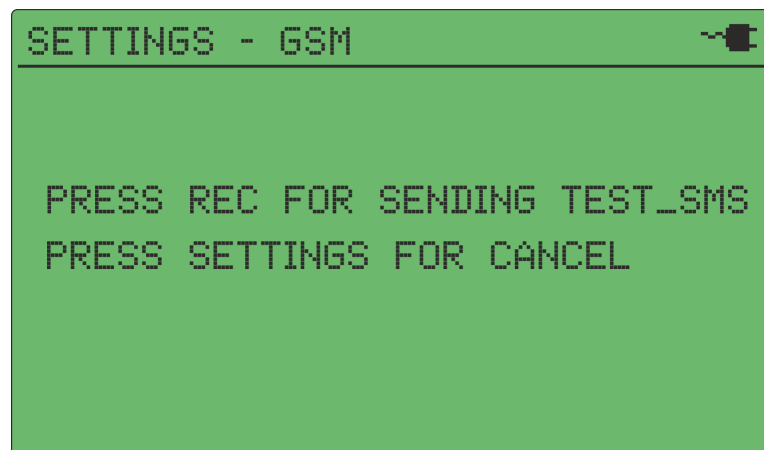 SETTINGS - GSM
PRESS REC FOR SENDING TEST_SMS
PRESS SETTINGS FOR CANCEL